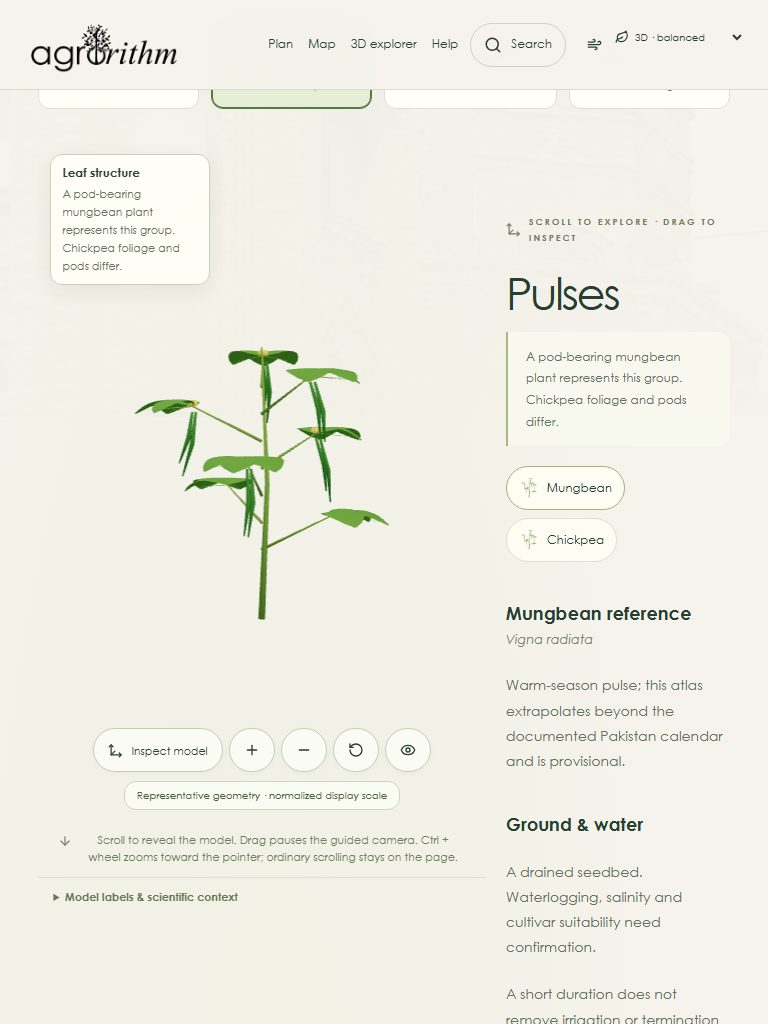 agrorithm
Plan Map 3D explorer Help Search 3D · balanced
Leaf structure
A pod-bearing
mungbean plant
represents this group.
Chickpea foliage and
pods differ.
SCROLL TO EXPLORE · DRAG TO
INSPECT
Pulses
A pod-bearing mungbean
plant represents this group.
Chickpea foliage and pods
differ.
Mungbean
Chickpea
Mungbean reference
Vigna radiata
Warm-season pulse; this atlas
extrapolates beyond the
documented Pakistan calendar
and is provisional.
Inspect model
Representative geometry · normalized display scale
Scroll to reveal the model. Drag pauses the guided camera. Ctrl +
wheel zooms toward the pointer; ordinary scrolling stays on the page.
Model labels & scientific context
Ground & water
A drained seedbed.
Waterlogging, salinity and
cultivar suitability need
confirmation.
A short duration does not
remove irrigation or termination